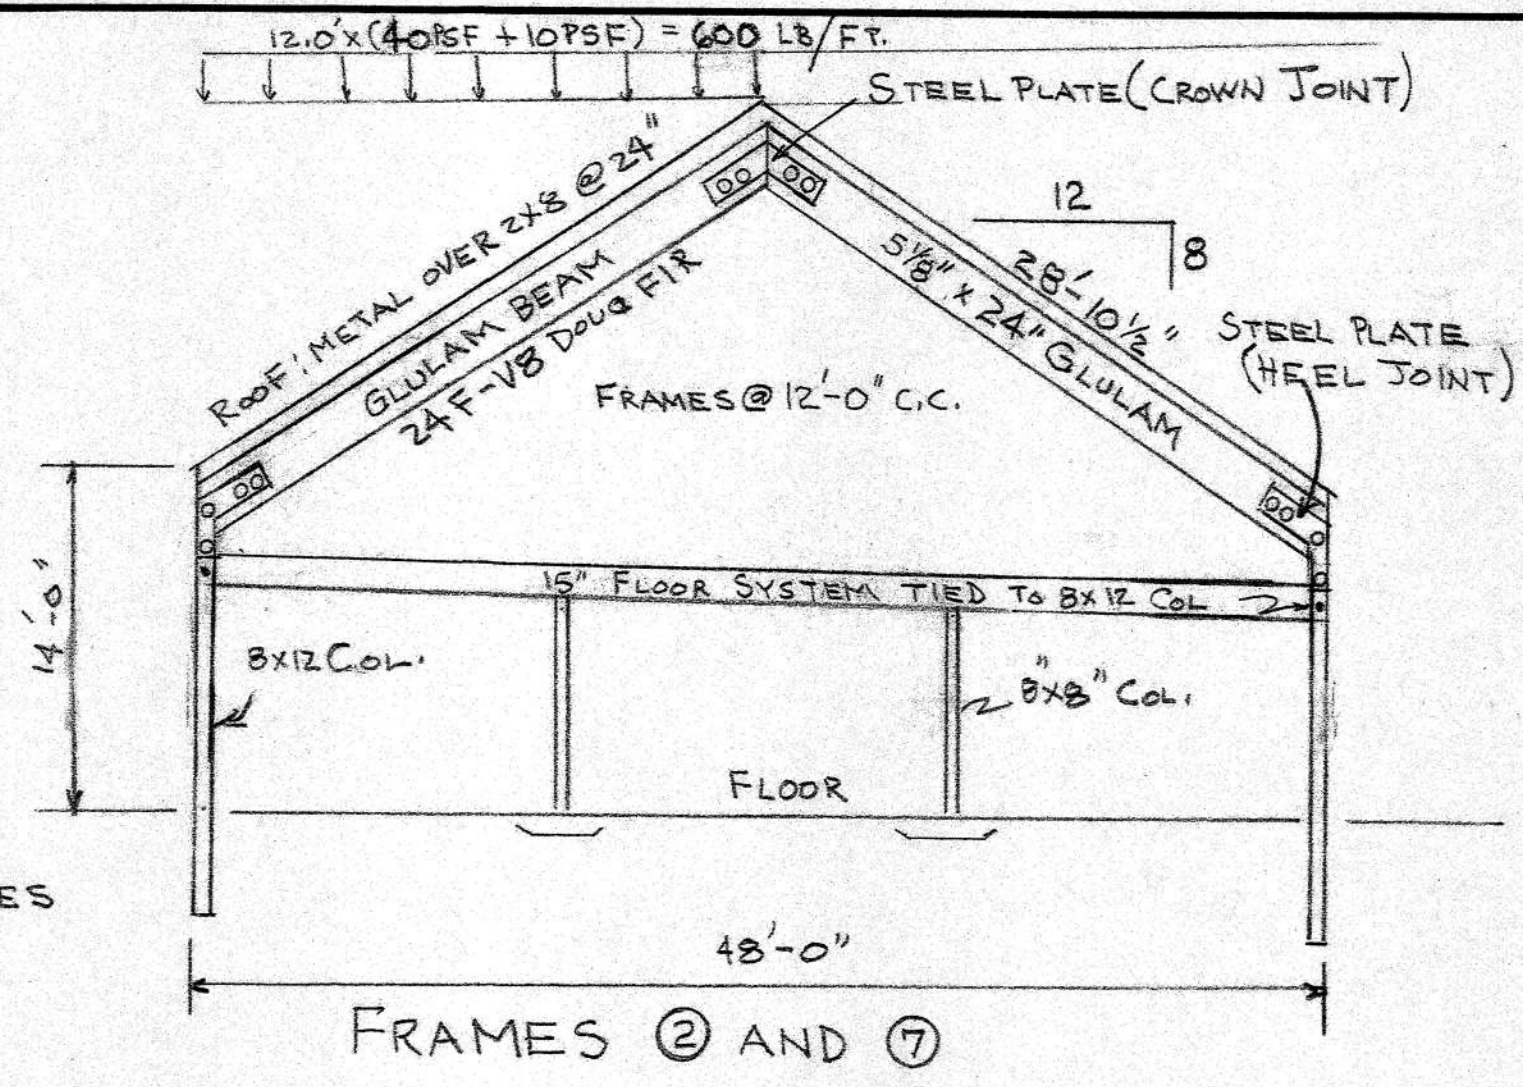 12.0' x (40PSF + 10PSF) = 600 LB/FT.
STEEL PLATE (CROWN JOINT)
ROOF: METAL OVER 2X8 @ 24"
GLULAM BEAM
24F-V8 DOUG FIR
12
8
28'-10 1/2"
5 1/8" x 24" GLULAM
STEEL PLATE
(HEEL JOINT)
FRAMES @ 12'-0" C.C.
14'-0"
15" FLOOR SYSTEM TIED TO 8X12 COL
8X12 COL.
8"x8" COL.
FLOOR
ES
48'-0"
FRAMES ② AND ⑦